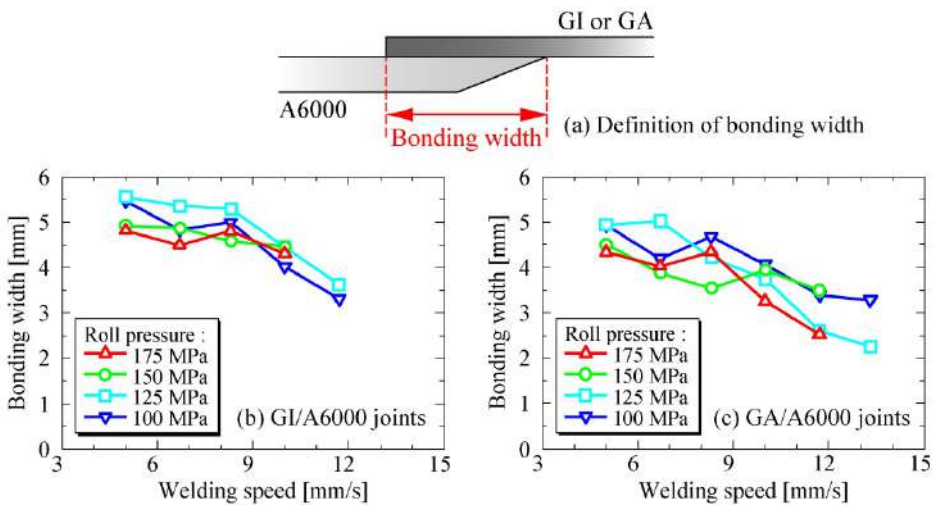 GI or GA
A6000
Bonding width
(a) Definition of bonding width
6
5
4
3
2
1
0
Bonding width [mm]
Roll pressure :
175 MPa
150 MPa
125 MPa
100 MPa
(b) GI/A6000 joints
3 6 9 12 15
Welding speed [mm/s]
6
5
4
3
2
1
0
Bonding width [mm]
Roll pressure :
175 MPa
150 MPa
125 MPa
100 MPa
(c) GA/A6000 joints
3 6 9 12 15
Welding speed [mm/s]